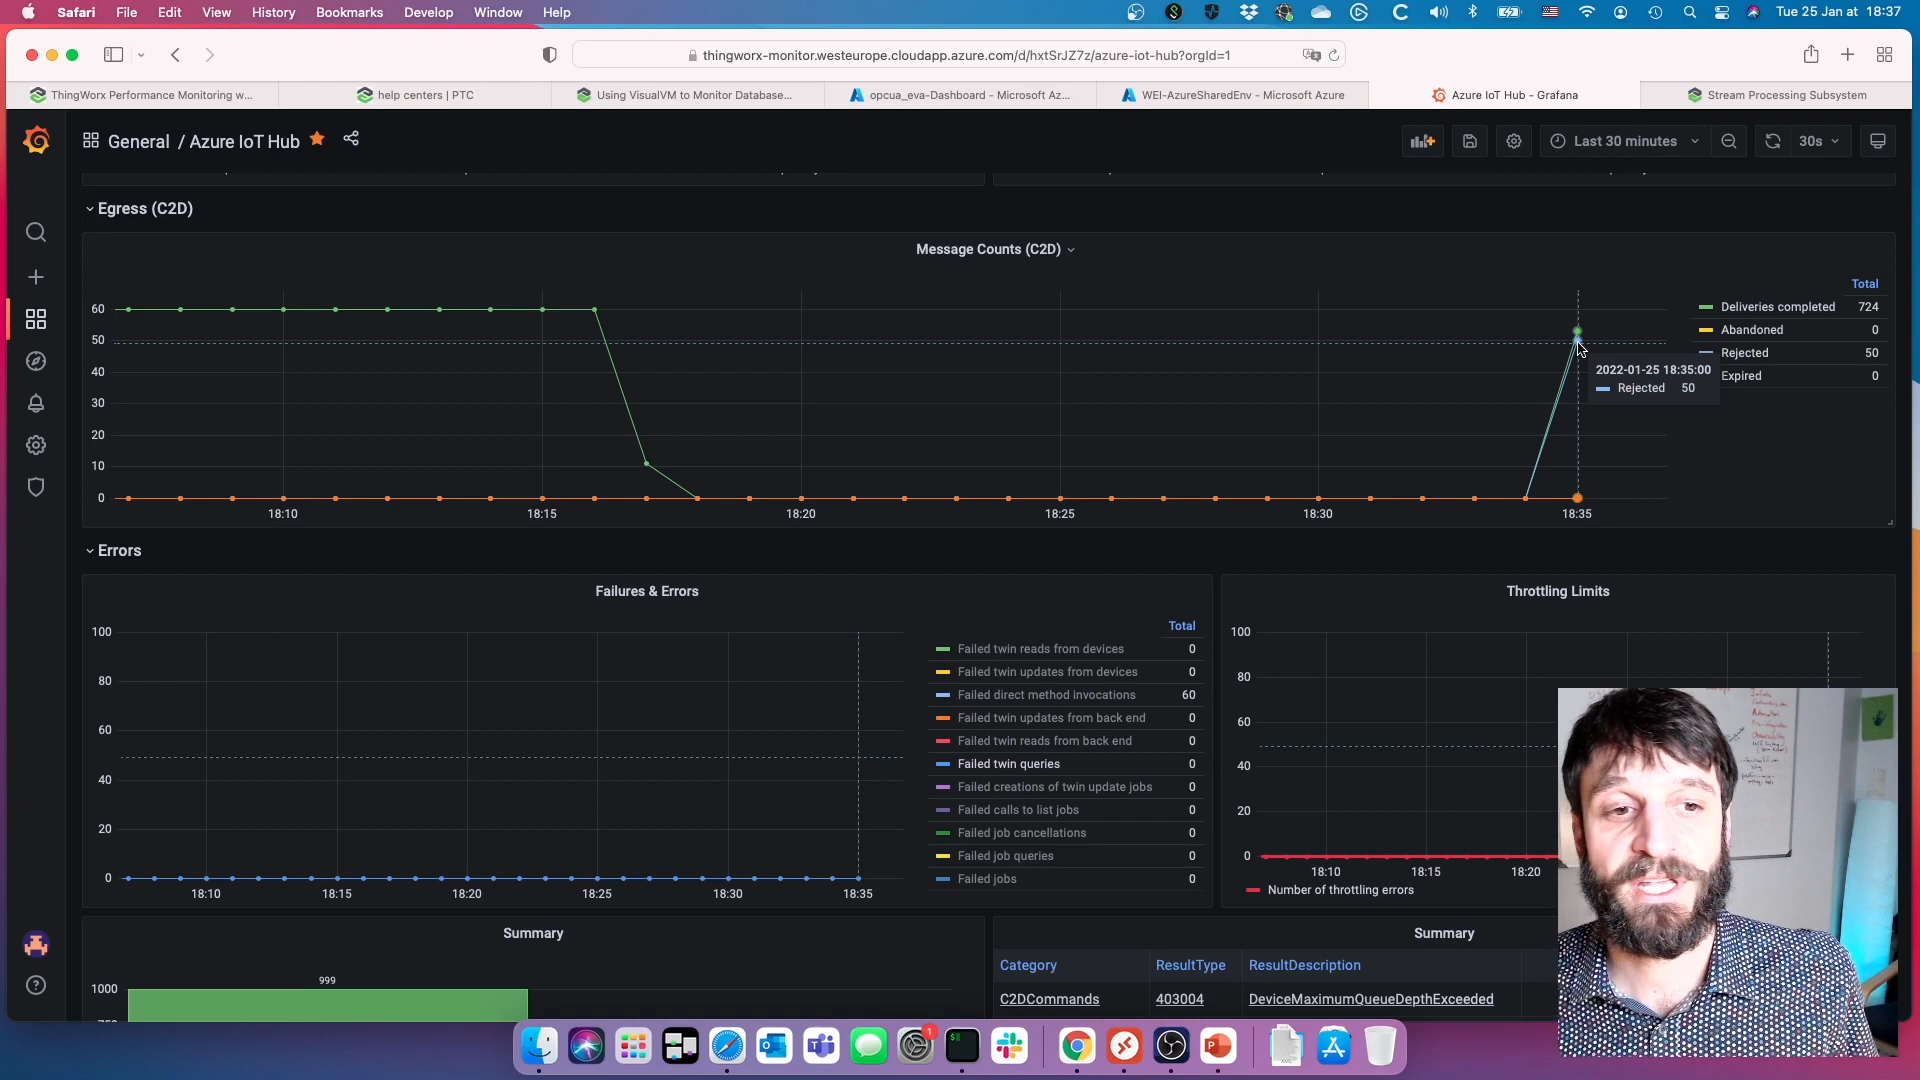 Safari File Edit View History Bookmarks Develop Window Help
Tue 25 Jan at 18:37
thingworx-monitor.westeurope.cloudapp.azure.com/d/hxtSrJZ7z/azure-iot-hub?orgId=1
ThingWorx Performance Monitoring w...
help centers | PTC
Using VisualVM to Monitor Database...
opcua_eva-Dashboard - Microsoft Az...
WEI-AzureSharedEnv - Microsoft Azure
Azure IoT Hub - Grafana
Stream Processing Subsystem
General / Azure IoT Hub
Last 30 minutes
30s
Egress (C2D)
Message Counts (C2D)
60
50
40
30
20
10
0
18:10 18:15 18:20 18:25 18:30 18:35
Total
Deliveries completed 724
Abandoned 0
Rejected 50
Expired 0
2022-01-25 18:35:00
Rejected 50
Errors
Failures & Errors
100
80
60
40
20
0
18:10 18:15 18:20 18:25 18:30 18:35
Total
Failed twin reads from devices 0
Failed twin updates from devices 0
Failed direct method invocations 60
Failed twin updates from back end 0
Failed twin reads from back end 0
Failed twin queries 0
Failed creations of twin update jobs 0
Failed calls to list jobs 0
Failed job cancellations 0
Failed job queries 0
Failed jobs 0
Throttling Limits
100
80
60
40
20
0
18:10 18:15 18:20
Number of throttling errors
Summary
999
1000
Summary
Category ResultType ResultDescription
C2DCommands 403004 DeviceMaximumQueueDepthExceeded
1